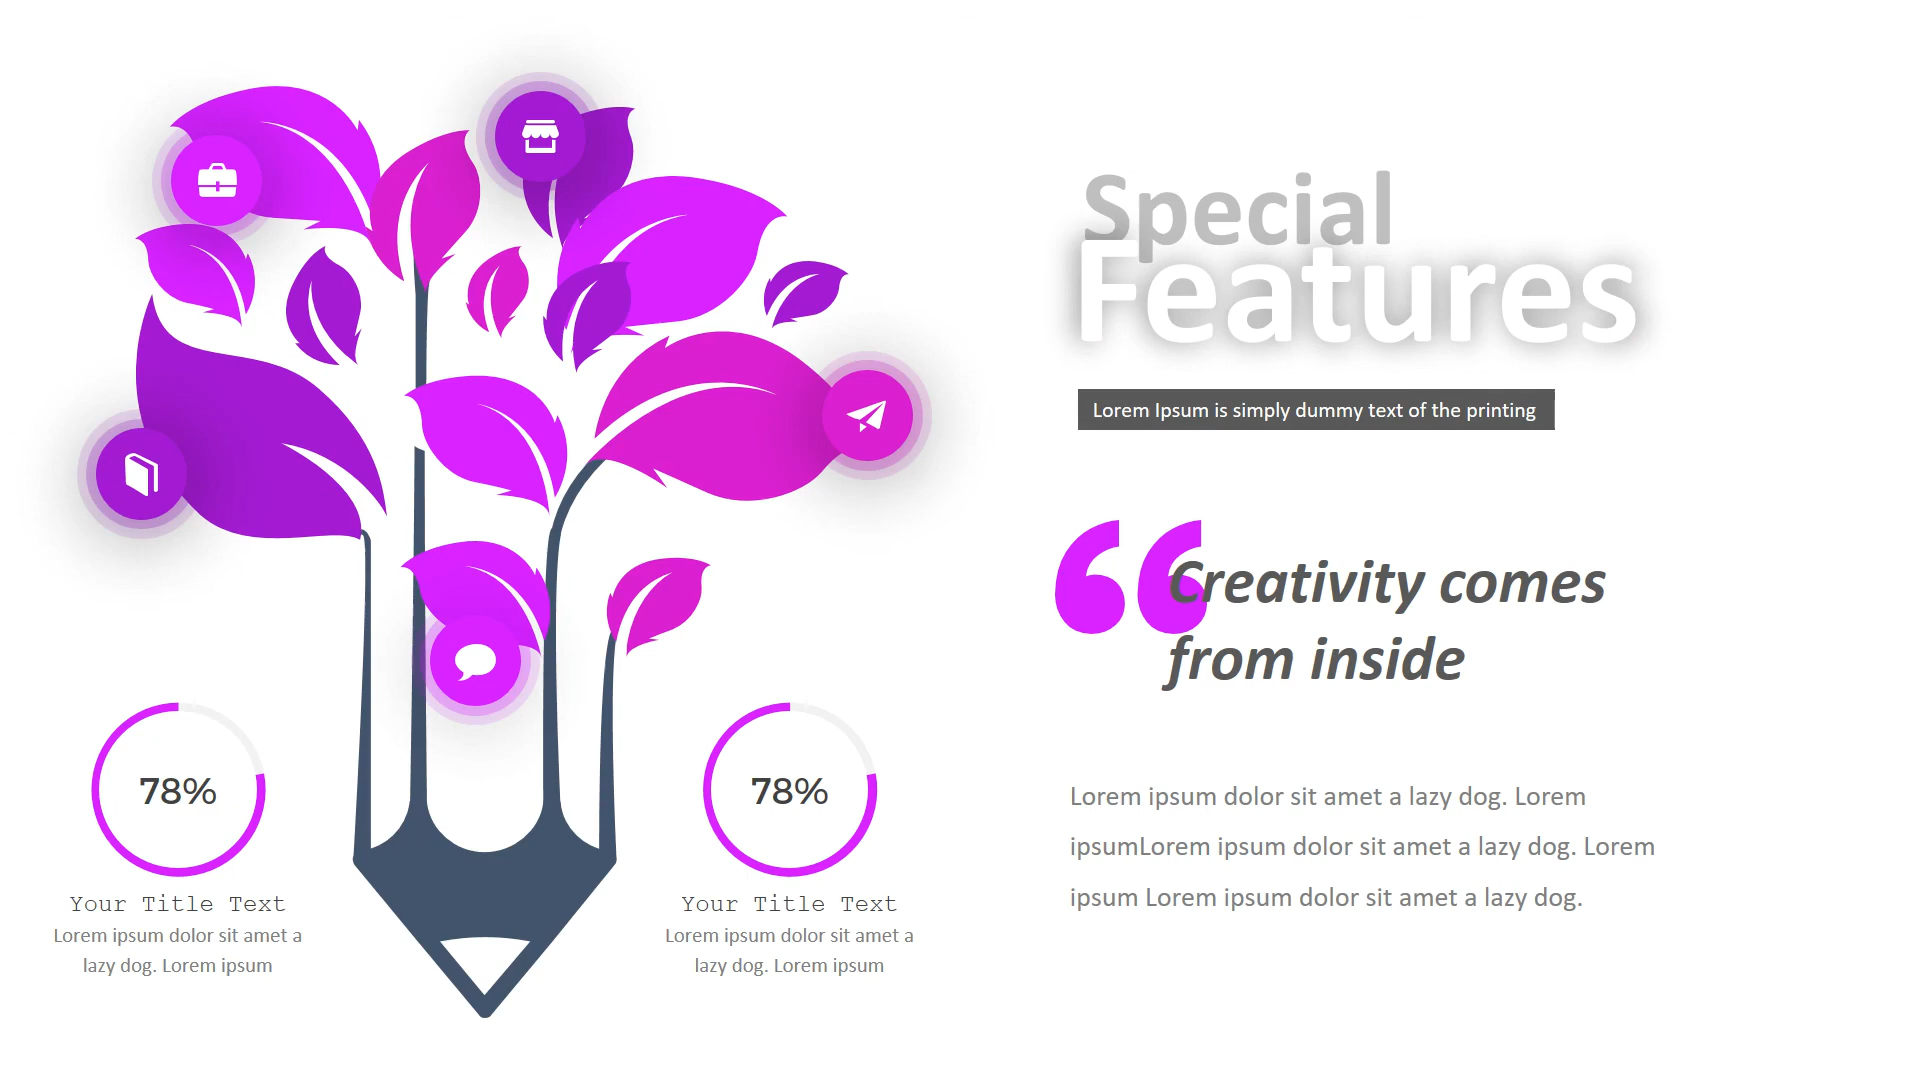 Special
Features
Lorem Ipsum is simply dummy text of the printing
Creativity comes
from inside
Lorem ipsum dolor sit amet a lazy dog. Lorem
ipsumLorem ipsum dolor sit amet a lazy dog. Lorem
ipsum Lorem ipsum dolor sit amet a lazy dog.
78%
Your Title Text
Lorem ipsum dolor sit amet a
lazy dog. Lorem ipsum
78%
Your Title Text
Lorem ipsum dolor sit amet a
lazy dog. Lorem ipsum